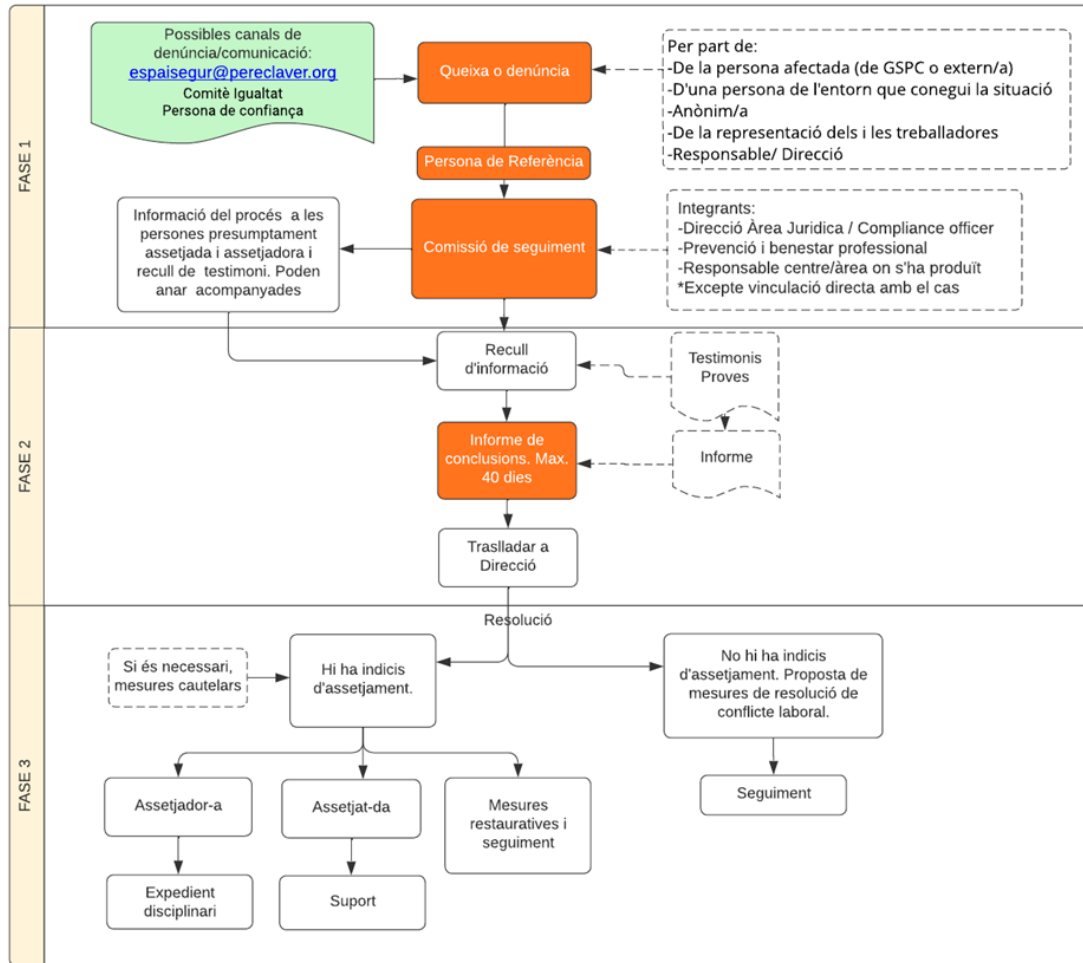 FASE 1
Possibles canals de
denúncia/comunicació:
espaisegur@pereclaver.org
Comitè Igualtat
Persona de confiança
Queixa o denúncia
Per part de:
-De la persona afectada (de GSPC o extern/a)
-D'una persona de l'entorn que conegui la situació
-Anònim/a
-De la representació dels i les treballadores
-Responsable/ Direcció
Persona de Referència
Informació del procés a les
persones presumptament
assetjada i assetjadora i
recull de testimoni. Poden
anar acompanyades
Comissió de seguiment
Integrants:
-Direcció Àrea Juridica / Compliance officer
-Prevenció i benestar professional
-Responsable centre/àrea on s'ha produït
*Excepte vinculació directa amb el cas
FASE 2
Recull
d'informació
Testimonis
Proves
Informe de
conclusions. Max.
40 dies
Informe
Traslladar a
Direcció
FASE 3
Resolució
Si és necessari,
mesures cautelars
Hi ha indicis
d'assetjament.
No hi ha indicis
d'assetjament. Proposta de
mesures de resolució de
conflicte laboral.
Assetjador-a
Assetjat-da
Mesures
restauratives i
seguiment
Seguiment
Expedient
disciplinari
Suport